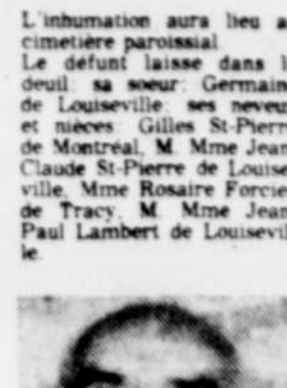 L'inhumation aura lieu a
cimetière paroissial.
Le défunt laisse dans l
deuil: sa soeur: Germain
de Louiseville: ses neveu
et nièces: Gilles St-Pierr
de Montréal, M. Mme Jean
Claude St-Pierre de Louise
ville, Mme Rosaire Forcie
de Tracy, M. Mme Jean
Paul Lambert de Louisevil
le.